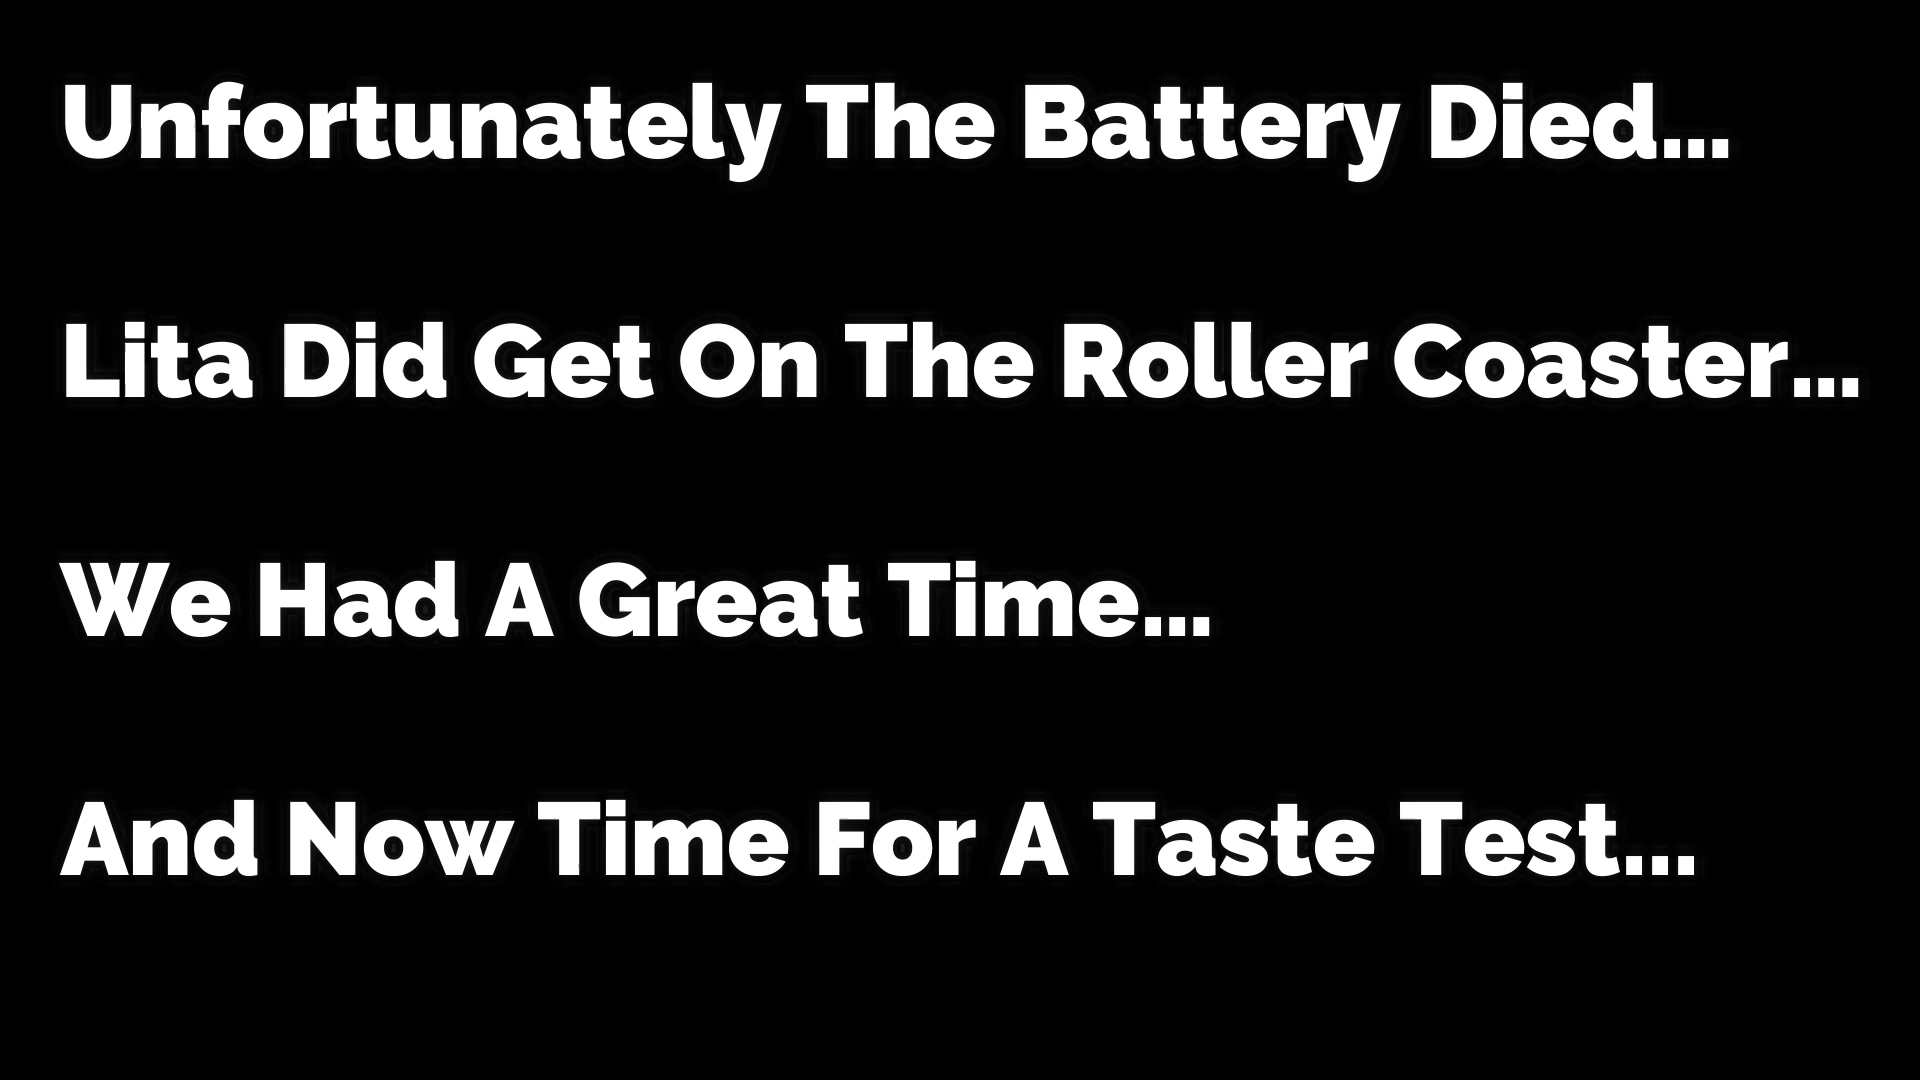 Unfortunately The Battery Died...
Lita Did Get On The Roller Coaster...
We Had A Great Time...
And Now Time For A Taste Test...